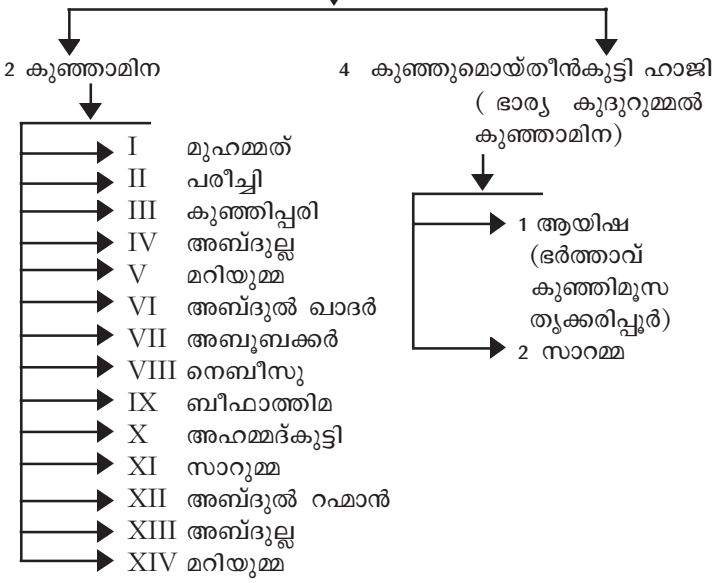 2 കുഞ്ഞാമിന
I മുഹമ്മത്
II പരീച്ചി
III കുഞ്ഞിപ്പരി
IV അബ്ദുല്ല
V മറിയുമ്മ
VI അബ്ദുൽ ഖാദർ
VII അബൂബക്കർ
VIII നെബീസു
IX ബീഫാത്തിമ
X അഹമ്മദ്കുട്ടി
XI സാറുമ്മ
XII അബ്ദുൽ റഹ്മാൻ
XIII അബ്ദുല്ല
XIV മറിയുമ്മ
4 കുഞ്ഞുമൊയ്തീൻകുട്ടി ഹാജി
( ഭാര്യ കുദുറുമ്മൽ
കുഞ്ഞാമിന)
1 ആയിഷ
(ഭർത്താവ്
കുഞ്ഞിമൂസ
തൃക്കരിപ്പൂർ)
2 സാറമ്മ